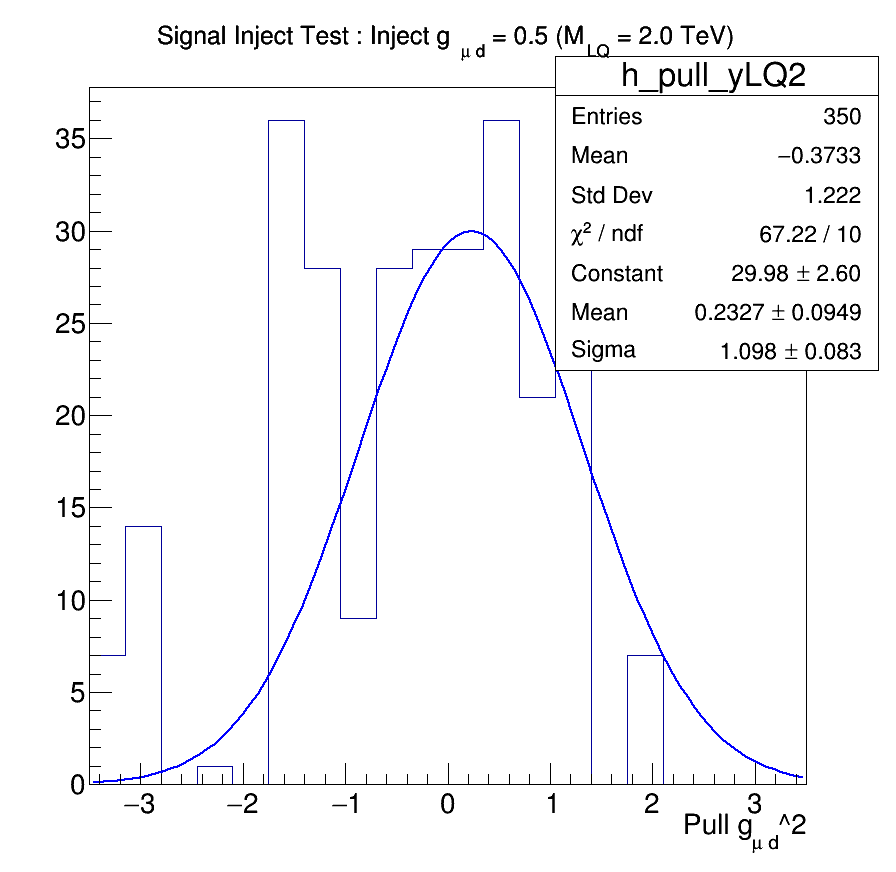 Signal Inject Test : Inject g μ d = 0.5 (M LQ = 2.0 TeV)
h_pull_yLQ2
Entries 350
Mean −0.3733
Std Dev 1.222
χ² / ndf 67.22 / 10
Constant 29.98 ± 2.60
Mean 0.2327 ± 0.0949
Sigma 1.098 ± 0.083
35
30
25
20
15
10
5
0
−3 −2 −1 0 1 2 3
Pull g μ d^2